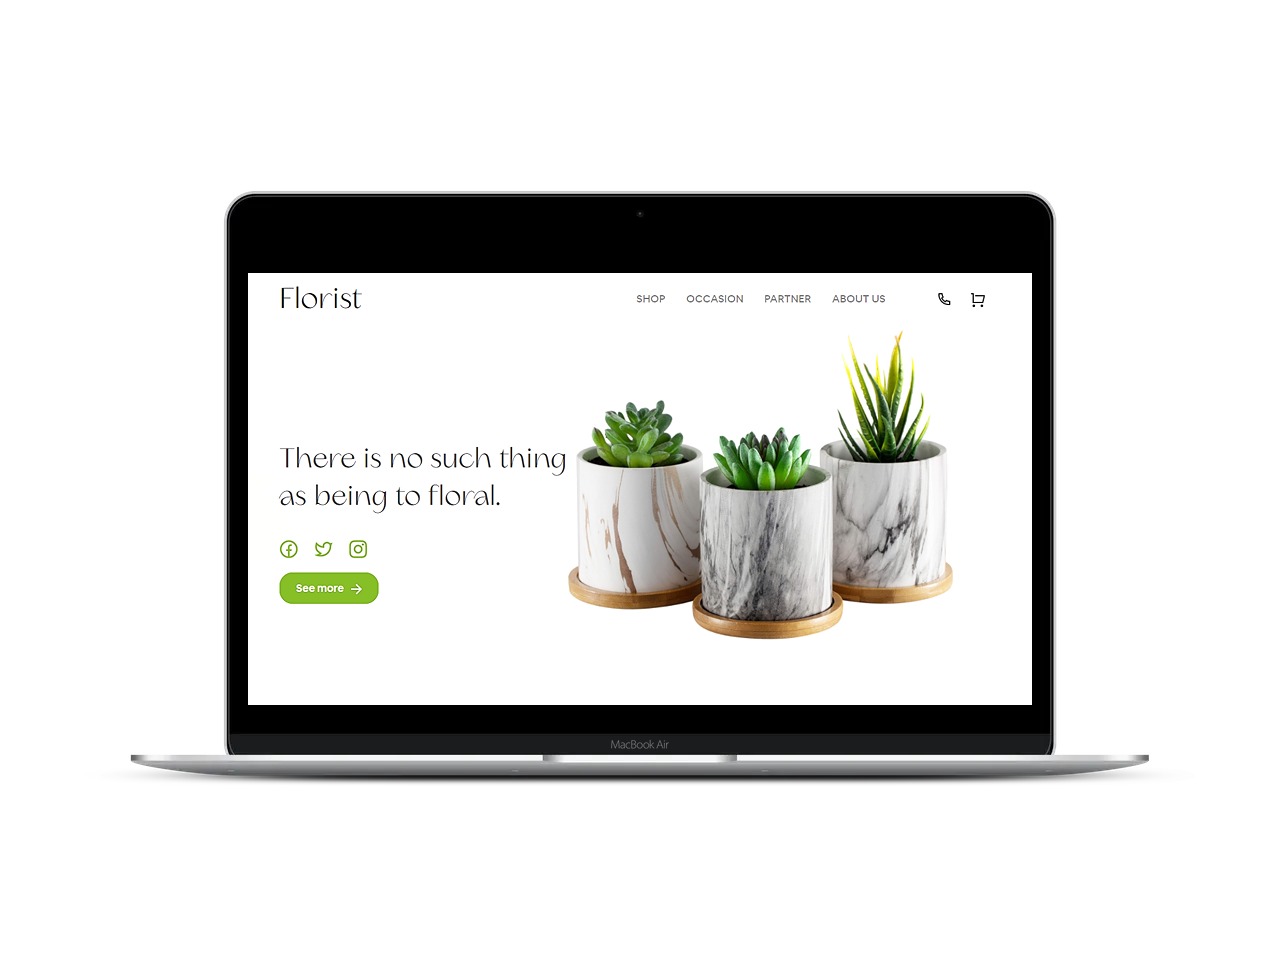 Florist
SHOP OCCASION PARTNER ABOUT US
There is no such thing
as being to floral.
See more
MacBook Air